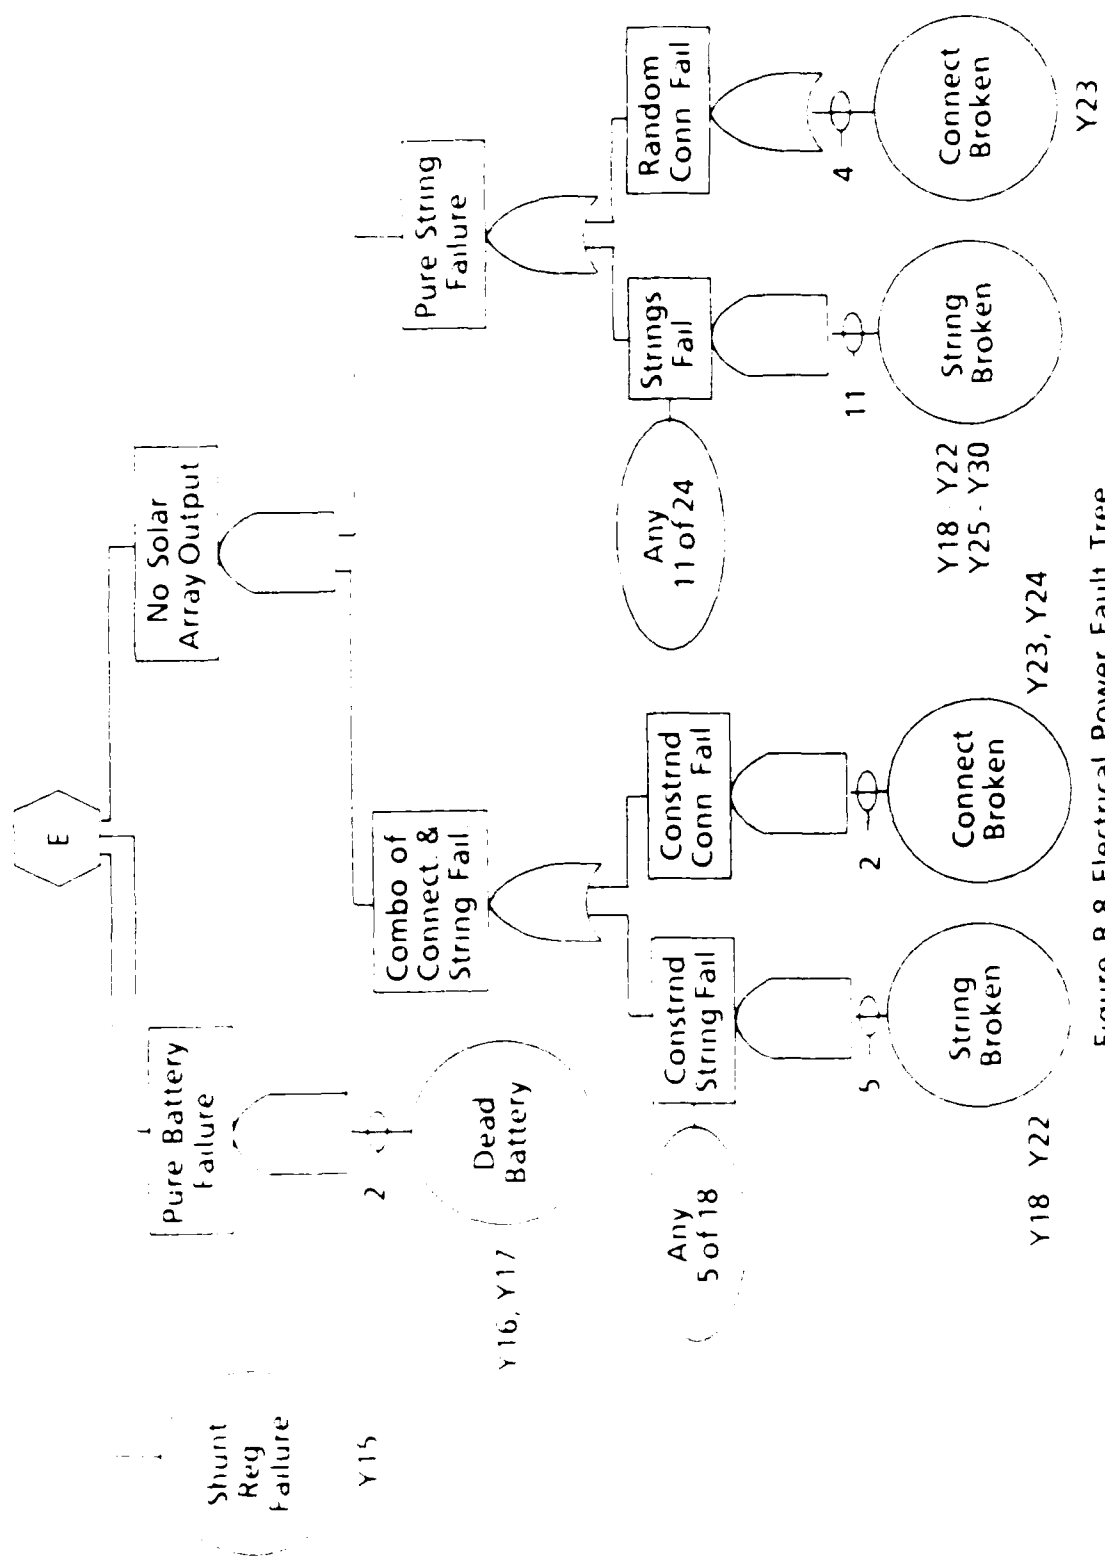 E
No Solar
Array Output
Pure Battery
Failure
Shunt
Reg
Failure
Y15
2
Dead
Battery
Y16, Y17
Combo of
Connect. &
String Fail
Pure String
Failure
Any
5 of 18
Constrnd
String Fail
Constrnd
Conn Fail
Any
11 of 24
Strings
Fail
Random
Conn Fail
5
2
11
4
String
Broken
Connect
Broken
String
Broken
Connect
Broken
Y18 Y22
Y23, Y24
Y18 Y22
Y25 - Y30
Y23
Figure B.8 Electrical Power Fault Tree